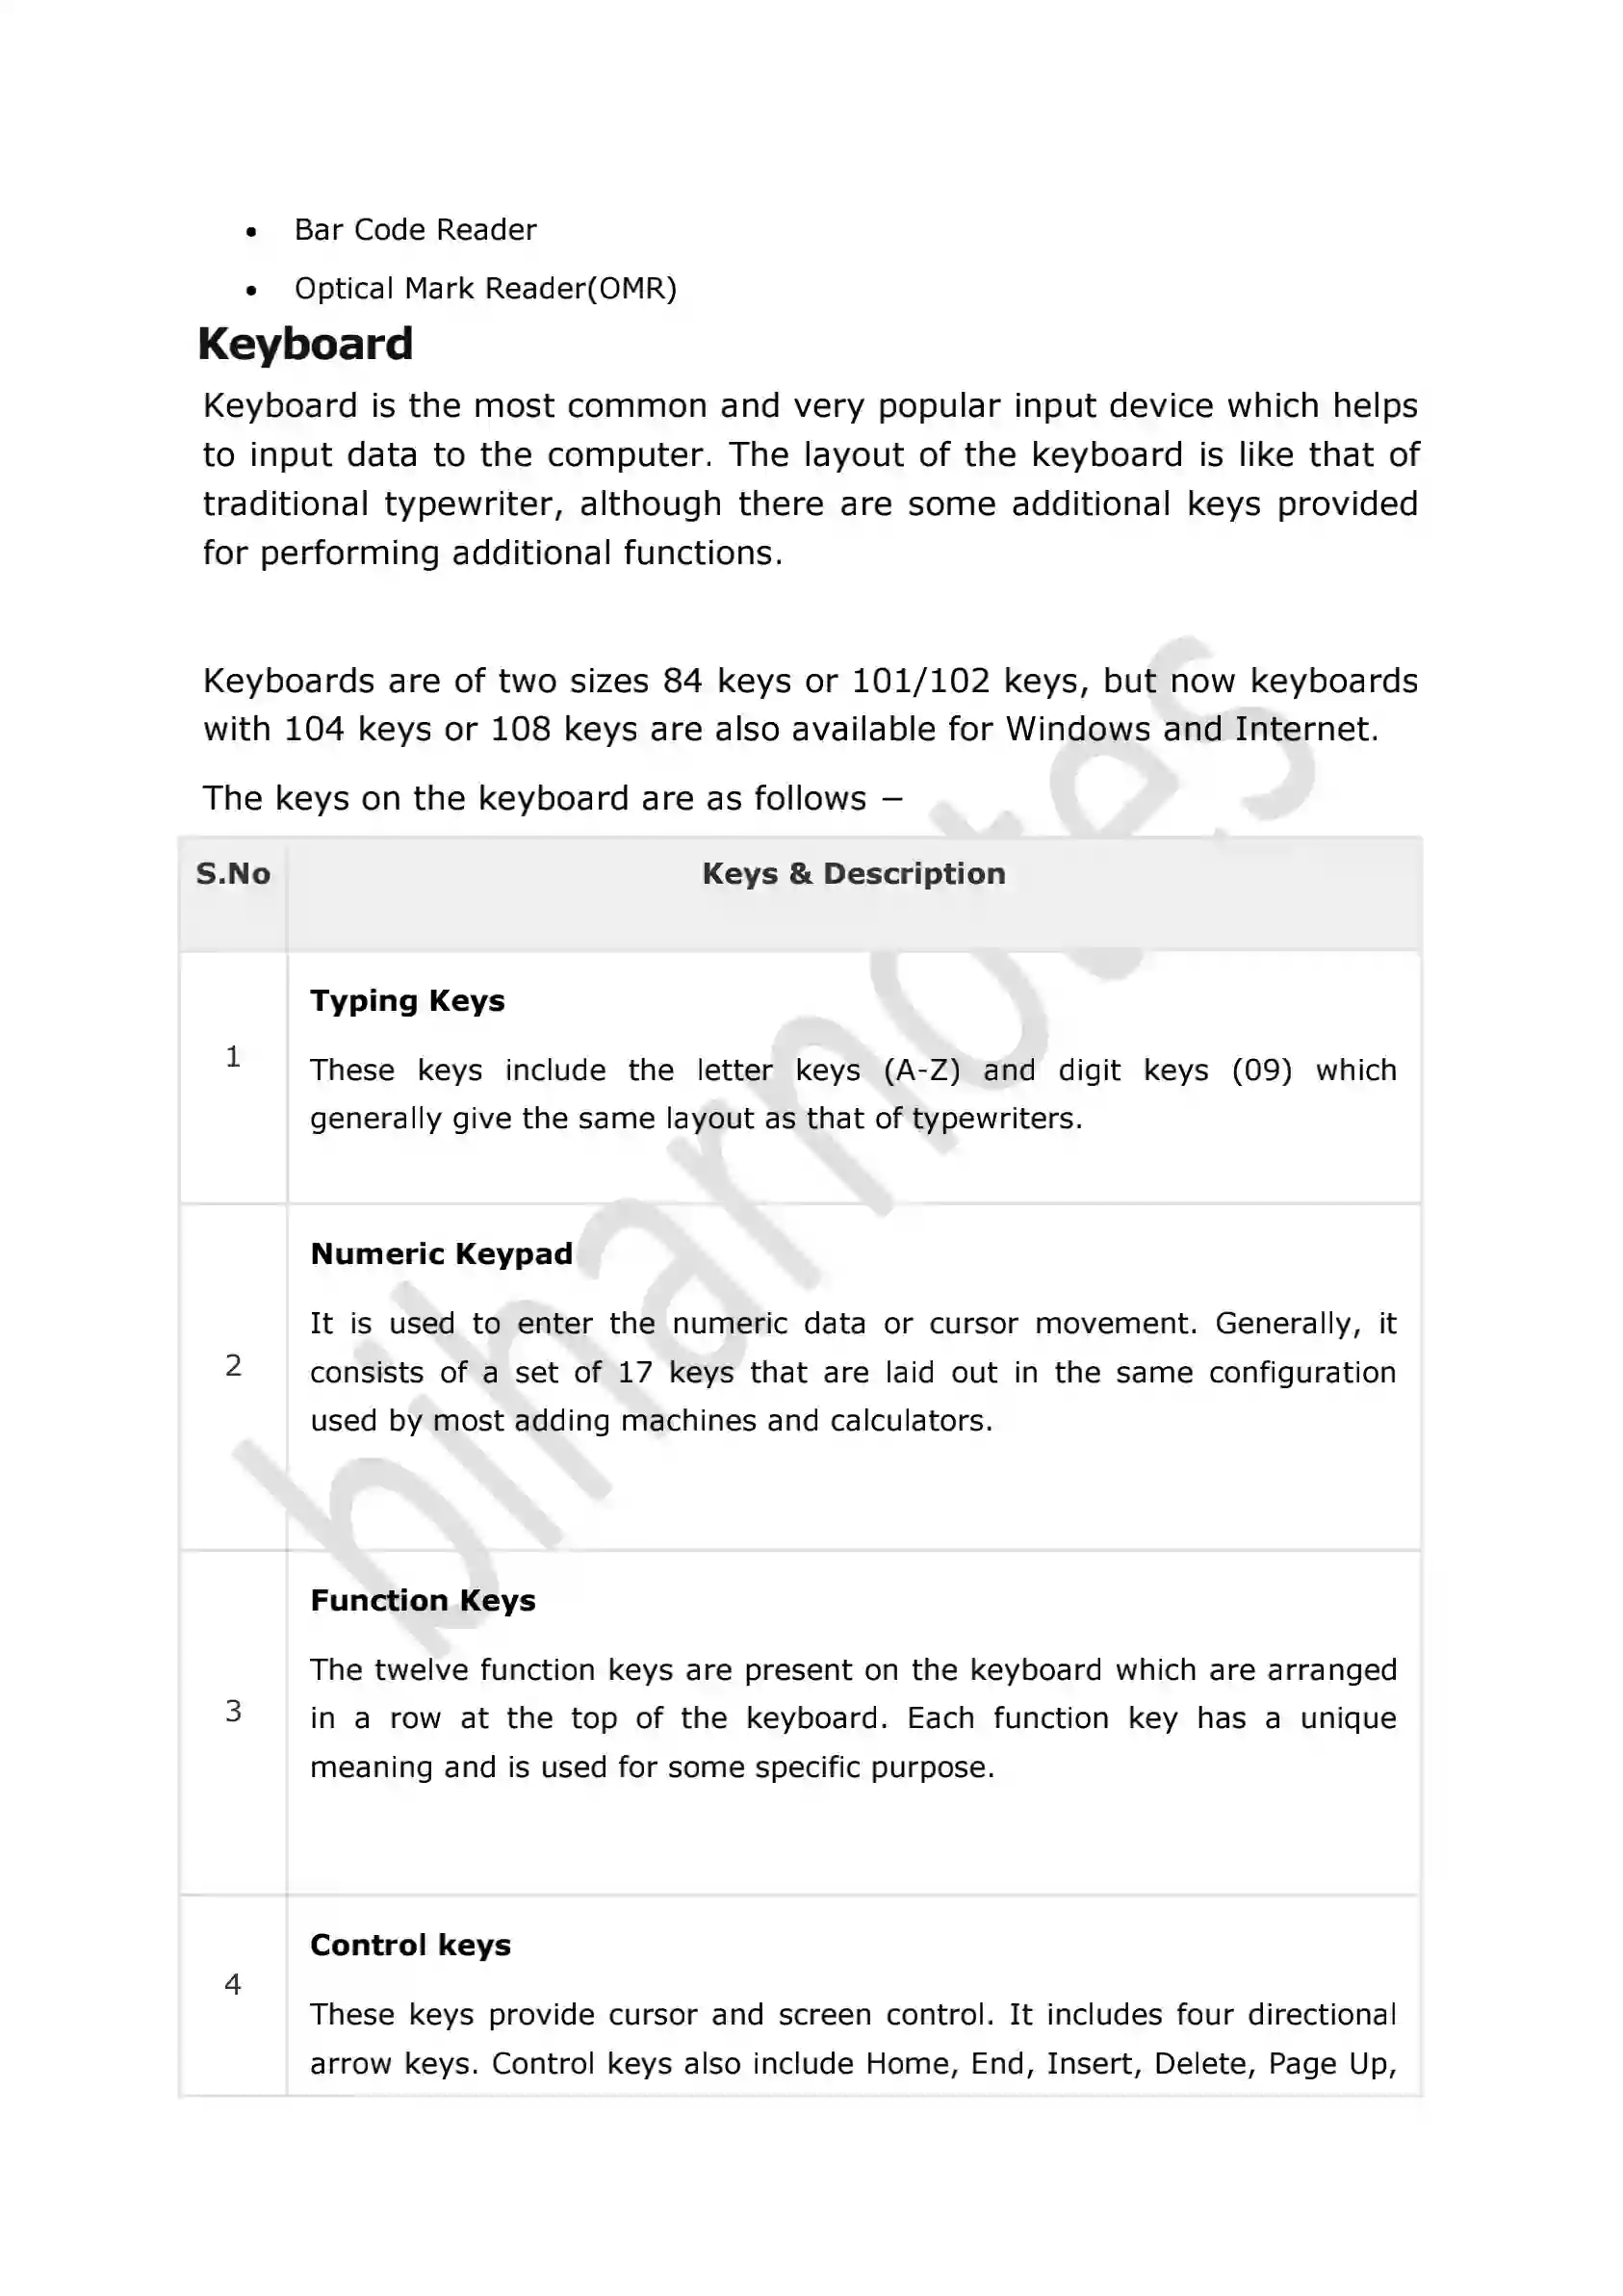 • Bar Code Reader
• Optical Mark Reader(OMR)
Keyboard
Keyboard is the most common and very popular input device which helps
to input data to the computer. The layout of the keyboard is like that of
traditional typewriter, although there are some additional keys provided
for performing additional functions.
Keyboards are of two sizes 84 keys or 101/102 keys, but now keyboards
with 104 keys or 108 keys are also available for Windows and Internet.
The keys on the keyboard are as follows −
S.No Keys & Description
Typing Keys
1
These keys include the letter keys (A-Z) and digit keys (09) which
generally give the same layout as that of typewriters.
Numeric Keypad
It is used to enter the numeric data or cursor movement. Generally, it
2
consists of a set of 17 keys that are laid out in the same configuration
used by most adding machines and calculators.
Function Keys
The twelve function keys are present on the keyboard which are arranged
3
in a row at the top of the keyboard. Each function key has a unique
meaning and is used for some specific purpose.
Control keys
4
These keys provide cursor and screen control. It includes four directional
arrow keys. Control keys also include Home, End, Insert, Delete, Page Up,
biharnotes